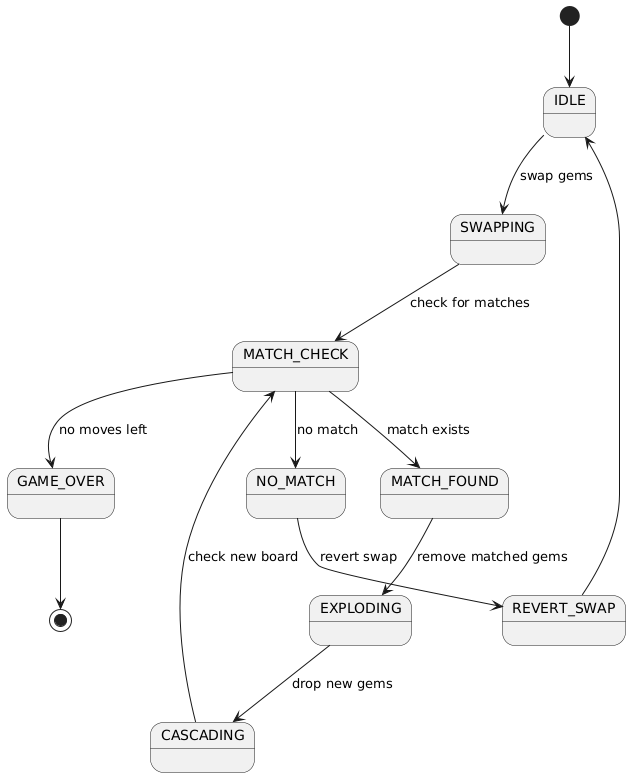 IDLE
swap gems
SWAPPING
check for matches
MATCH_CHECK
no moves left
no match
match exists
GAME_OVER
NO_MATCH
MATCH_FOUND
check new board
revert swap
remove matched gems
EXPLODING
REVERT_SWAP
drop new gems
CASCADING